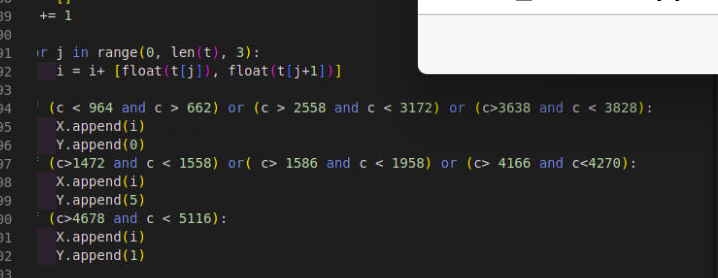 89 += 1
90
91 or j in range(0, len(t), 3):
92 i = i+ [float(t[j]), float(t[j+1])]
93
94 (c < 964 and c > 662) or (c > 2558 and c < 3172) or (c>3638 and c < 3828):
95 X.append(i)
96 Y.append(0)
97 (c>1472 and c < 1558) or( c> 1586 and c < 1958) or (c> 4166 and c<4270):
98 X.append(i)
99 Y.append(5)
00 (c>4678 and c < 5116):
01 X.append(i)
02 Y.append(1)
03